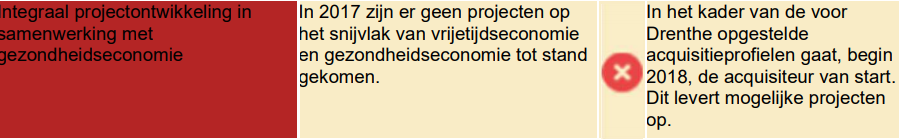 Integraal projectontwikkeling in
samenwerking met
gezondheidseconomie
In 2017 zijn er geen projecten op
het snijvlak van vrijetijdseconomie
en gezondheidseconomie tot stand
gekomen.
In het kader van de voor
Drenthe opgestelde
acquisitieprofielen gaat, begin
2018, de acquisiteur van start.
Dit levert mogelijke projecten
op.